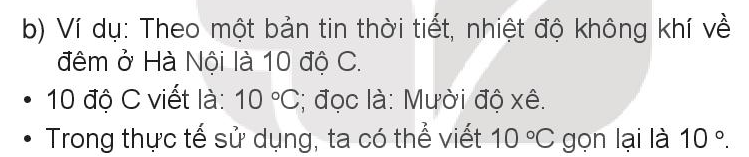 b) Ví dụ: Theo một bản tin thời tiết, nhiệt độ không khí về
đêm ở Hà Nội là 10 độ C.
• 10 độ C viết là: 10 °C; đọc là: Mười độ xê.
• Trong thực tế sử dụng, ta có thể viết 10 °C gọn lại là 10 °.